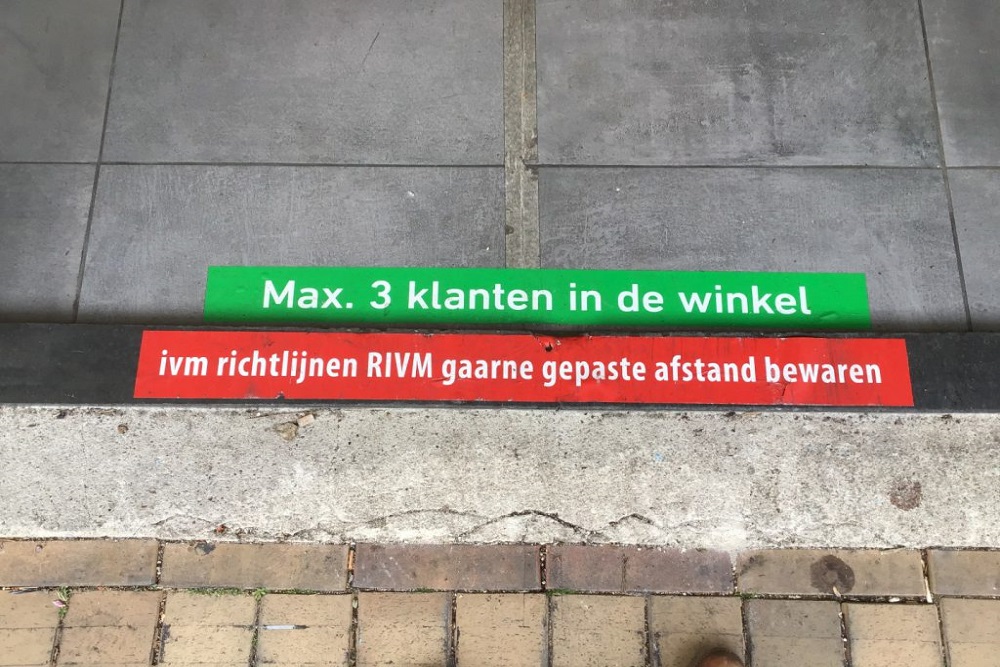 Max. 3 klanten in de winkel
ivm richtlijnen RIVM gaarne gepaste afstand bewaren